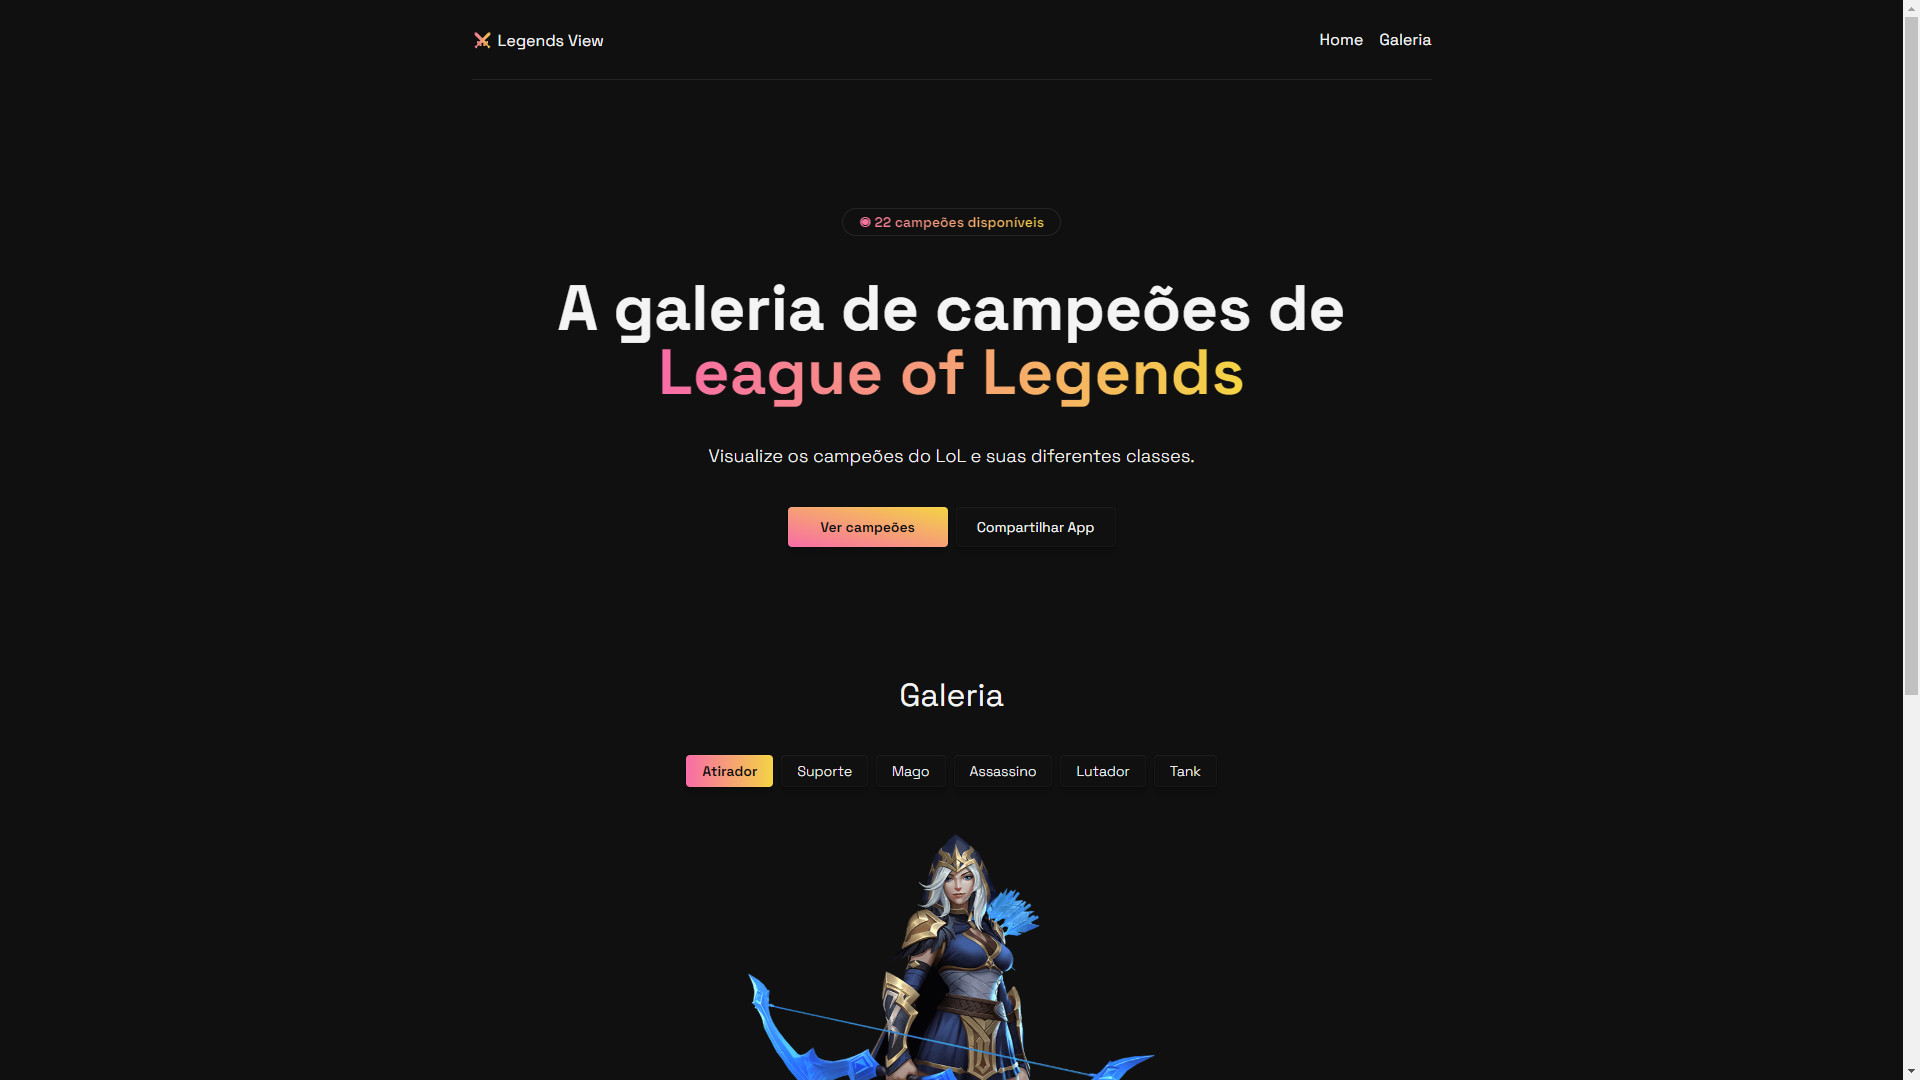 Legends View
Home Galeria
22 campeões disponíveis
A galeria de campeões de
League of Legends
Visualize os campeões do LoL e suas diferentes classes.
Ver campeões Compartilhar App
Galeria
Atirador Suporte Mago Assassino Lutador Tank